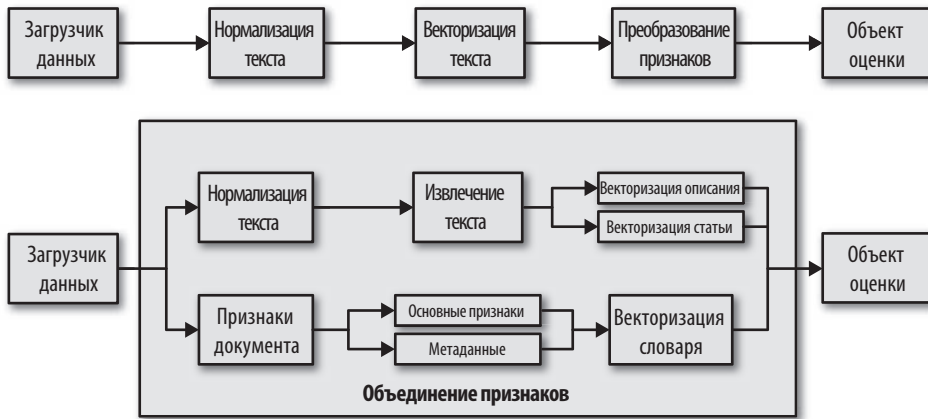 Загрузчик
данных
Нормализация
текста
Векторизация
текста
Преобразование
признаков
Объект
оценки
Нормализация
текста
Извлечение
текста
Векторизация описания
Векторизация статьи
Загрузчик
данных
Объект
оценки
Признаки
документа
Основные признаки
Метаданные
Векторизация
словаря
Объединение признаков